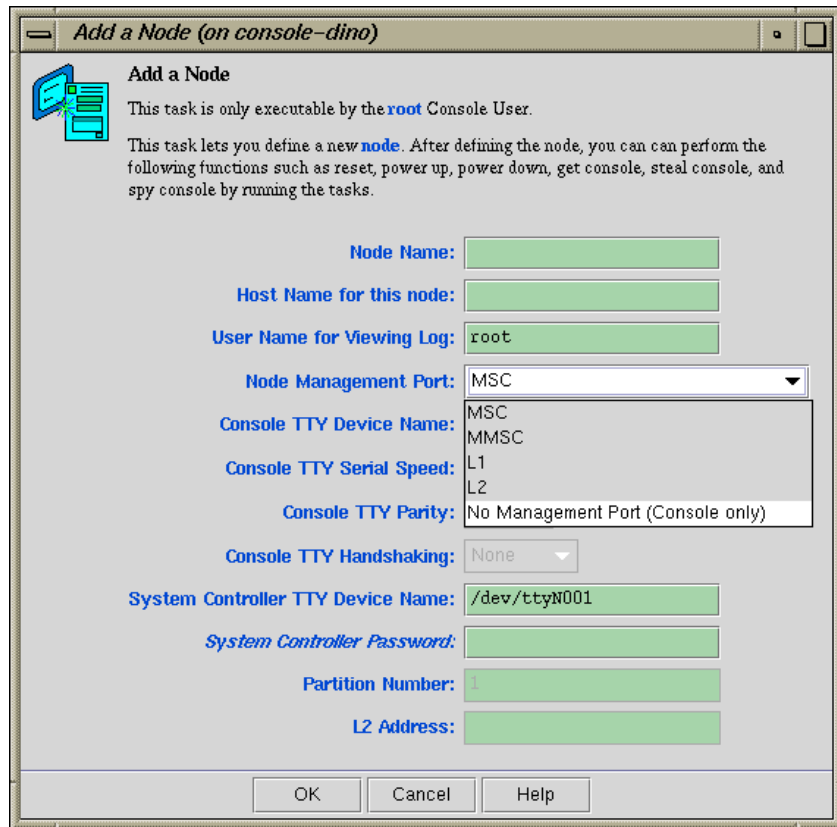 Add a Node (on console-dino)
Add a Node
This task is only executable by the root Console User.
This task lets you define a new node. After defining the node, you can can perform the
following functions such as reset, power up, power down, get console, steal console, and
spy console by running the tasks.
Node Name:
Host Name for this node:
User Name for Viewing Log: root
Node Management Port: MSC
MSC
Console TTY Device Name:
MMSC
Console TTY Serial Speed: L1
L2
Console TTY Parity: No Management Port (Console only)
Console TTY Handshaking: None
System Controller TTY Device Name: /dev/ttyN001
System Controller Password:
Partition Number: 1
L2 Address:
OK Cancel Help